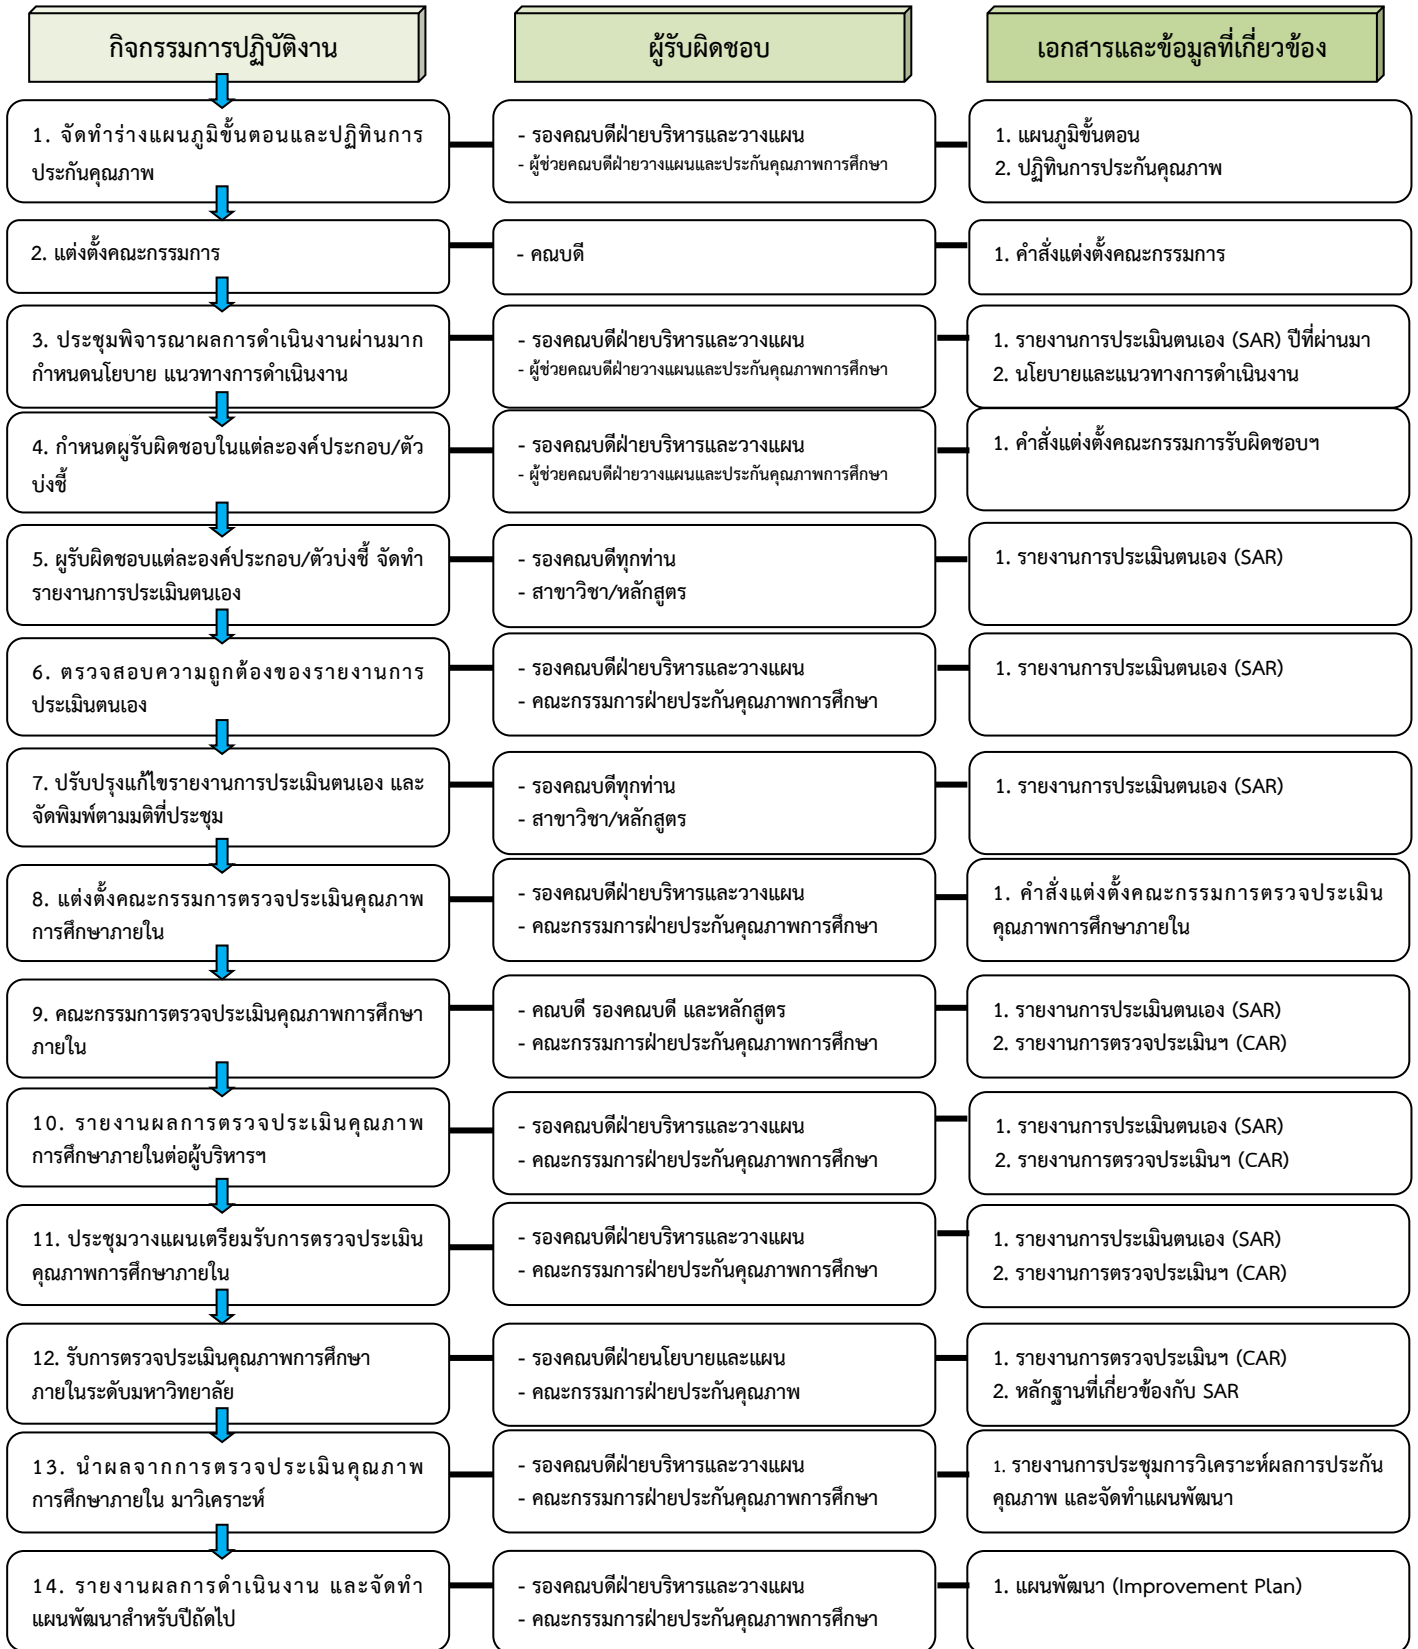 กิจกรรมการปฏิบัติงาน
ผู้รับผิดชอบ
เอกสารและข้อมูลที่เกี่ยวข้อง
1. จัดทำร่างแผนภูมิขั้นตอนและปฏิทินการ
ประกันคุณภาพ
- รองคณบดีฝ่ายบริหารและวางแผน
- ผู้ช่วยคณบดีฝ่ายวางแผนและประกันคุณภาพการศึกษา
1. แผนภูมิขั้นตอน
2. ปฏิทินการประกันคุณภาพ
2. แต่งตั้งคณะกรรมการ
- คณบดี
1. คำสั่งแต่งตั้งคณะกรรมการ
3. ประชุมพิจารณาผลการดำเนินงานผ่านมาก
กำหนดนโยบาย แนวทางการดำเนินงาน
- รองคณบดีฝ่ายบริหารและวางแผน
- ผู้ช่วยคณบดีฝ่ายวางแผนและประกันคุณภาพการศึกษา
1. รายงานการประเมินตนเอง (SAR) ปีที่ผ่านมา
2. นโยบายและแนวทางการดำเนินงาน
4. กำหนดผูรับผิดชอบในแต่ละองค์ประกอบ/ตัว
บ่งชี้
- รองคณบดีฝ่ายบริหารและวางแผน
- ผู้ช่วยคณบดีฝ่ายวางแผนและประกันคุณภาพการศึกษา
1. คำสั่งแต่งตั้งคณะกรรมการรับผิดชอบฯ
5. ผูรับผิดชอบแต่ละองค์ประกอบ/ตัวบ่งชี้ จัดทำ
รายงานการประเมินตนเอง
- รองคณบดีทุกท่าน
- สาขาวิชา/หลักสูตร
1. รายงานการประเมินตนเอง (SAR)
6. ตรวจสอบความถูกต้องของรายงานการ
ประเมินตนเอง
- รองคณบดีฝ่ายบริหารและวางแผน
- คณะกรรมการฝ่ายประกันคุณภาพการศึกษา
1. รายงานการประเมินตนเอง (SAR)
7. ปรับปรุงแก้ไขรายงานการประเมินตนเอง และ
จัดพิมพ์ตามมติที่ประชุม
- รองคณบดีทุกท่าน
- สาขาวิชา/หลักสูตร
1. รายงานการประเมินตนเอง (SAR)
8. แต่งตั้งคณะกรรมการตรวจประเมินคุณภาพ
การศึกษาภายใน
- รองคณบดีฝ่ายบริหารและวางแผน
- คณะกรรมการฝ่ายประกันคุณภาพการศึกษา
1. คำสั่งแต่งตั้งคณะกรรมการตรวจประเมิน
คุณภาพการศึกษาภายใน
9. คณะกรรมการตรวจประเมินคุณภาพการศึกษา
ภายใน
- คณบดี รองคณบดี และหลักสูตร
- คณะกรรมการฝ่ายประกันคุณภาพการศึกษา
1. รายงานการประเมินตนเอง (SAR)
2. รายงานการตรวจประเมินฯ (CAR)
10. รายงานผลการตรวจประเมินคุณภาพ
การศึกษาภายในต่อผู้บริหารฯ
- รองคณบดีฝ่ายบริหารและวางแผน
- คณะกรรมการฝ่ายประกันคุณภาพการศึกษา
1. รายงานการประเมินตนเอง (SAR)
2. รายงานการตรวจประเมินฯ (CAR)
11. ประชุมวางแผนเตรียมรับการตรวจประเมิน
คุณภาพการศึกษาภายใน
- รองคณบดีฝ่ายบริหารและวางแผน
- คณะกรรมการฝ่ายประกันคุณภาพการศึกษา
1. รายงานการประเมินตนเอง (SAR)
2. รายงานการตรวจประเมินฯ (CAR)
12. รับการตรวจประเมินคุณภาพการศึกษา
ภายในระดับมหาวิทยาลัย
- รองคณบดีฝ่ายนโยบายและแผน
- คณะกรรมการฝ่ายประกันคุณภาพ
1. รายงานการตรวจประเมินฯ (CAR)
2. หลักฐานที่เกี่ยวข้องกับ SAR
13. นำผลจากการตรวจประเมินคุณภาพ
การศึกษาภายใน มาวิเคราะห์
- รองคณบดีฝ่ายบริหารและวางแผน
- คณะกรรมการฝ่ายประกันคุณภาพการศึกษา
1. รายงานการประชุมการวิเคราะห์ผลการประกัน
คุณภาพ และจัดทำแผนพัฒนา
14. รายงานผลการดำเนินงาน และจัดทำ
แผนพัฒนาสำหรับปีถัดไป
- รองคณบดีฝ่ายบริหารและวางแผน
- คณะกรรมการฝ่ายประกันคุณภาพการศึกษา
1. แผนพัฒนา (Improvement Plan)